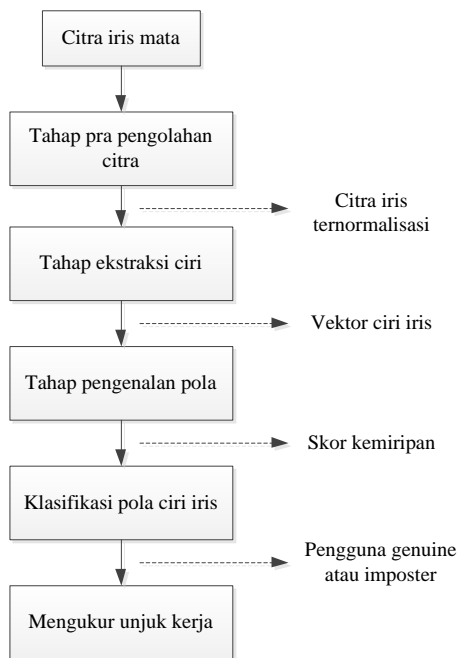 Citra iris mata
Tahap pra pengolahan
citra
Citra iris
ternormalisasi
Tahap ekstraksi ciri
Vektor ciri iris
Tahap pengenalan pola
Skor kemiripan
Klasifikasi pola ciri iris
Pengguna genuine
atau imposter
Mengukur unjuk kerja